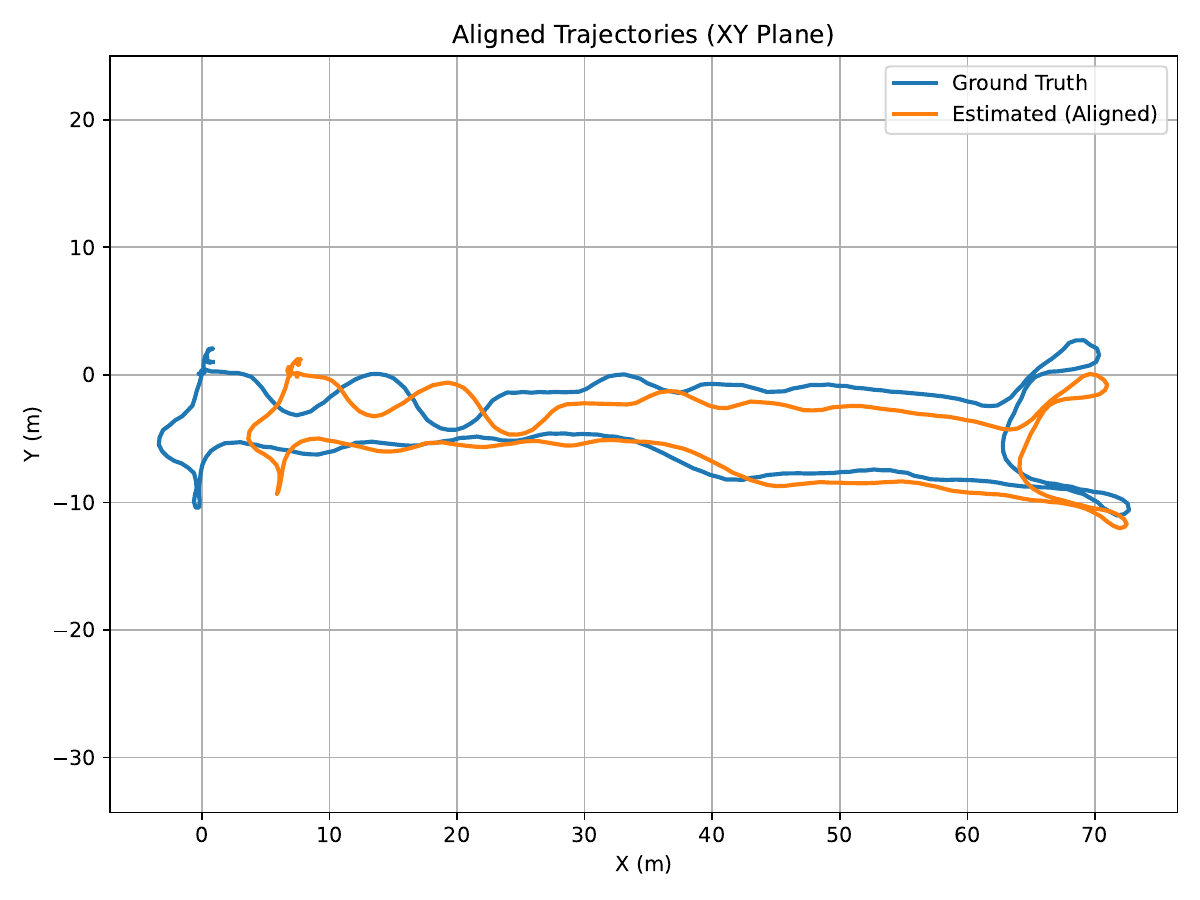 Aligned Trajectories (XY Plane)
Ground Truth
Estimated (Aligned)
20
10
0
−10
−20
−30
Y (m)
0 10 20 30 40 50 60 70
X (m)